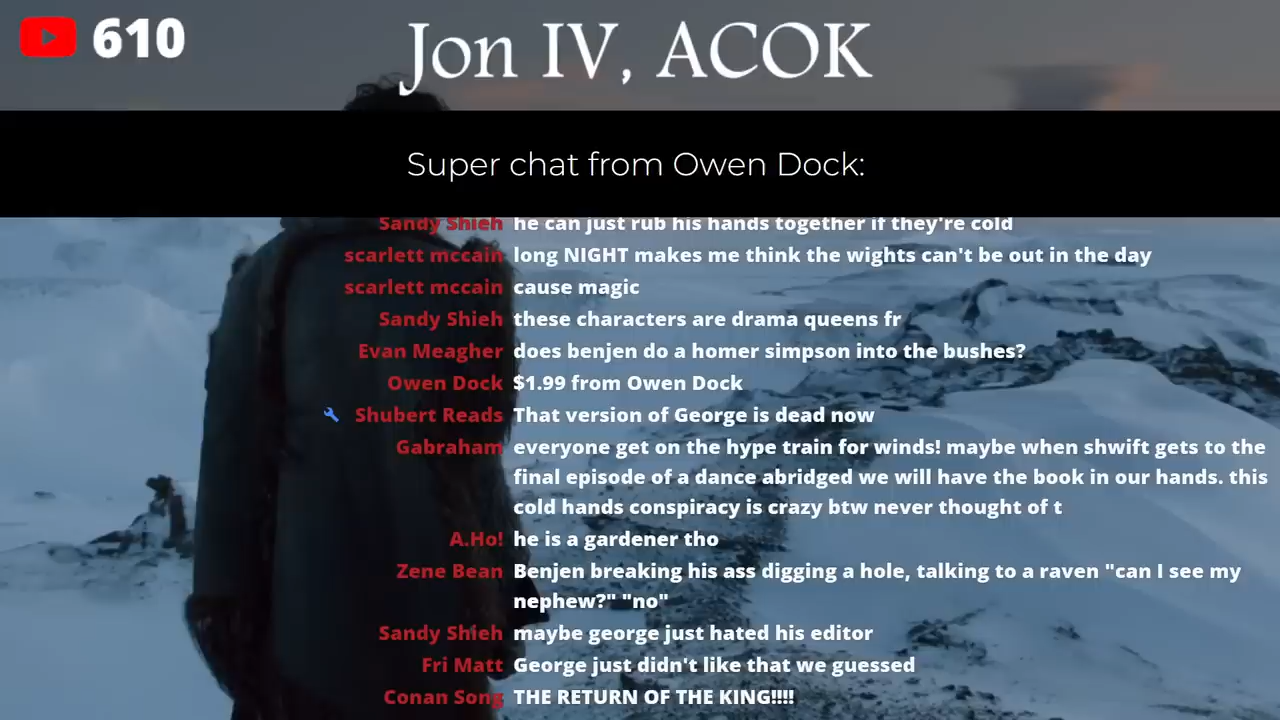 610
Jon IV, ACOK
Super chat from Owen Dock:
Sandy Shieh he can just rub his hands together if they're cold
scarlett mccain long NIGHT makes me think the wights can't be out in the day
scarlett mccain cause magic
Sandy Shieh these characters are drama queens fr
Evan Meagher does benjen do a homer simpson into the bushes?
Owen Dock $1.99 from Owen Dock
Shubert Reads That version of George is dead now
Gabraham everyone get on the hype train for winds! maybe when shwift gets to the
final episode of a dance abridged we will have the book in our hands. this
cold hands conspiracy is crazy btw never thought of t
A.Ho! he is a gardener tho
Zene Bean Benjen breaking his ass digging a hole, talking to a raven "can I see my
nephew?" "no"
Sandy Shieh maybe george just hated his editor
Fri Matt George just didn't like that we guessed
Conan Song THE RETURN OF THE KING!!!!